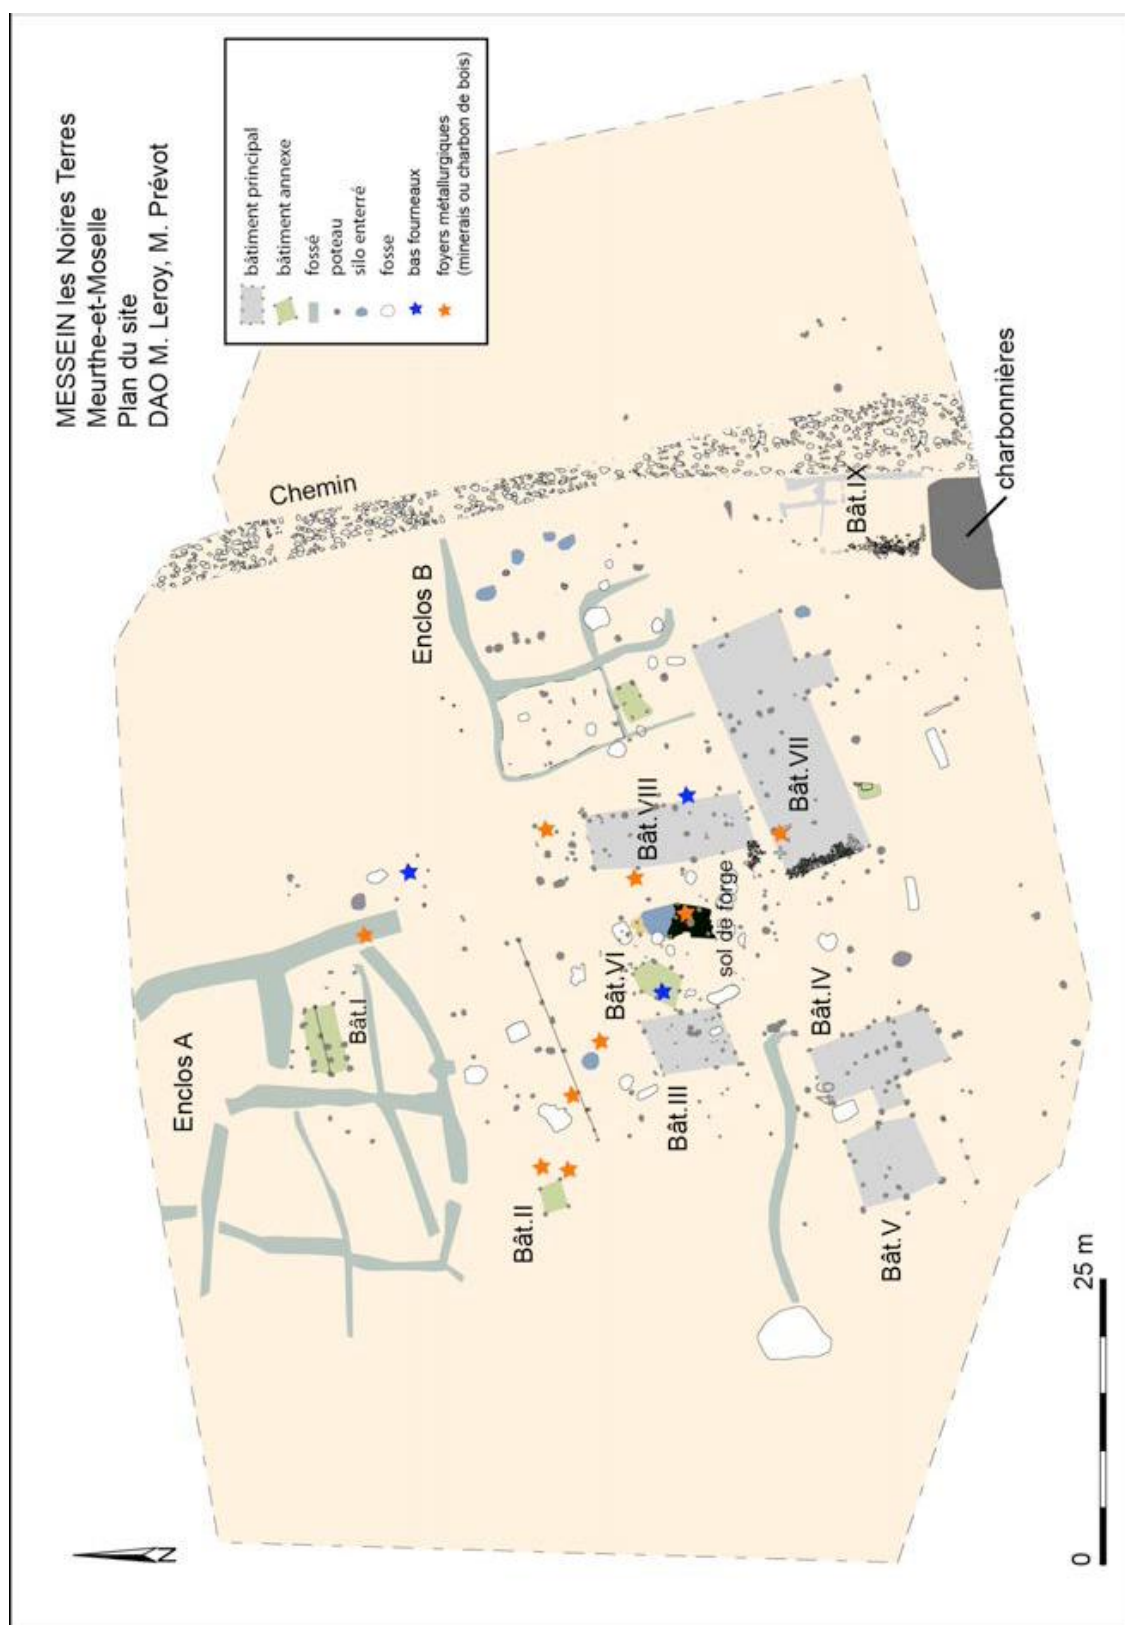 MESSEIN les Noires Terres
Meurthe-et-Moselle
Plan du site
DAO M. Leroy, M. Prévot
bâtiment principal
bâtiment annexe
fossé
poteau
silo enterré
fosse
bas fourneaux
foyers métallurgiques
(minerais ou charbon de bois)
Chemin
Enclos A
Enclos B
Bât.I
Bât.II
Bât.VI
Bât.VIII
Bât.III
sol de forge
Bât.VII
Bât.IX
Bât.IV
46
Bât.V
charbonnières
N
0
25 m